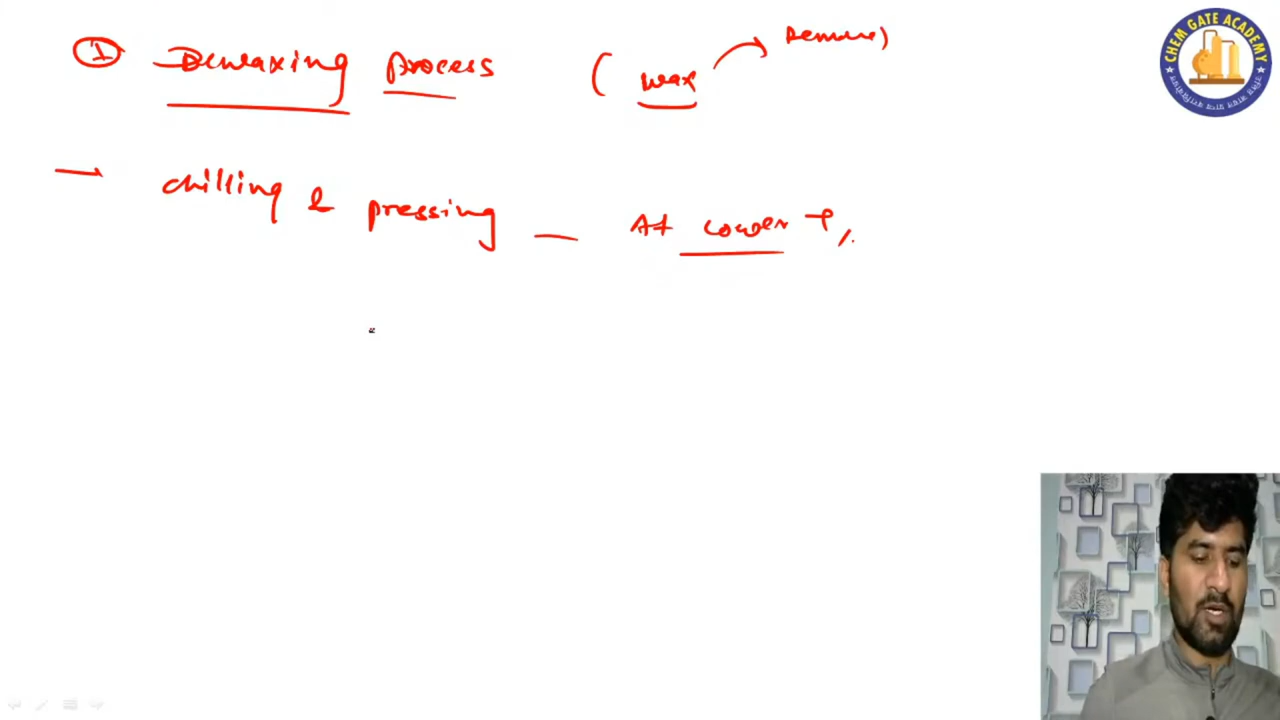 ① Dewaxing process ( wax → Remove)
→ chilling & pressing – At lower T,
CHEM GATE ACADEMY